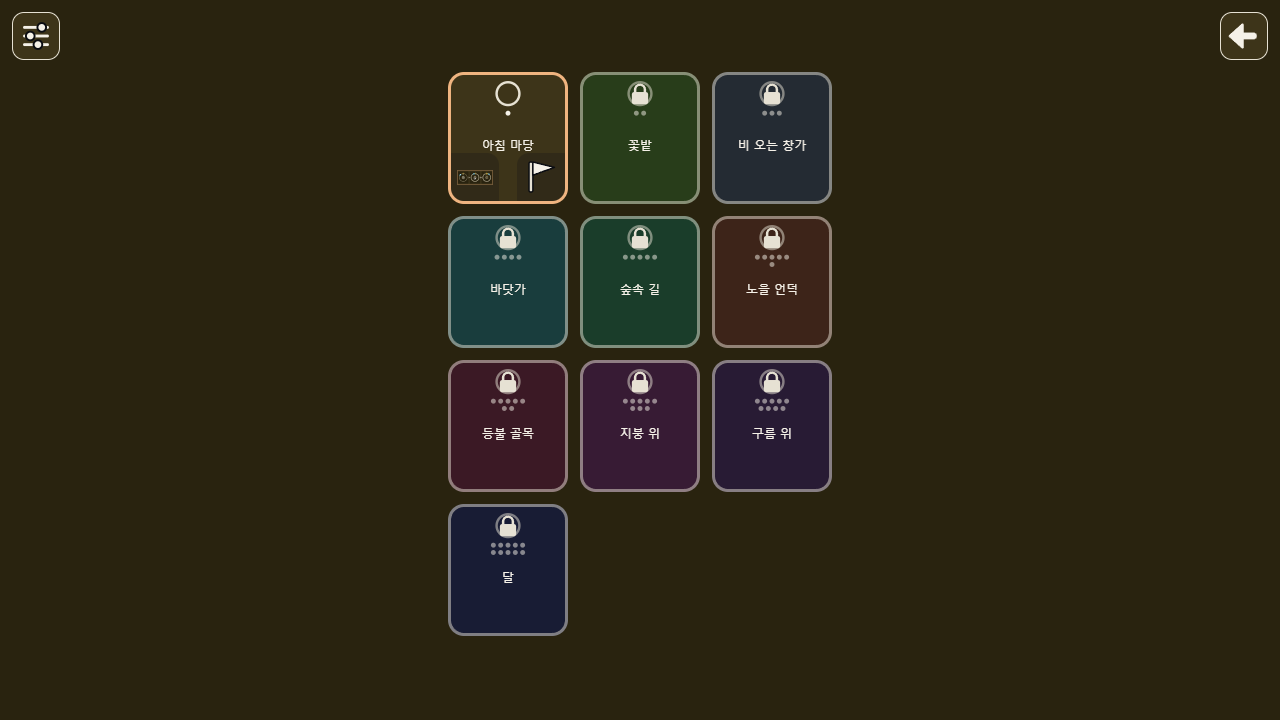 아침 마당
꽃밭
비 오는 창가
바닷가
숲속 길
노을 언덕
등불 골목
지붕 위
구름 위
달